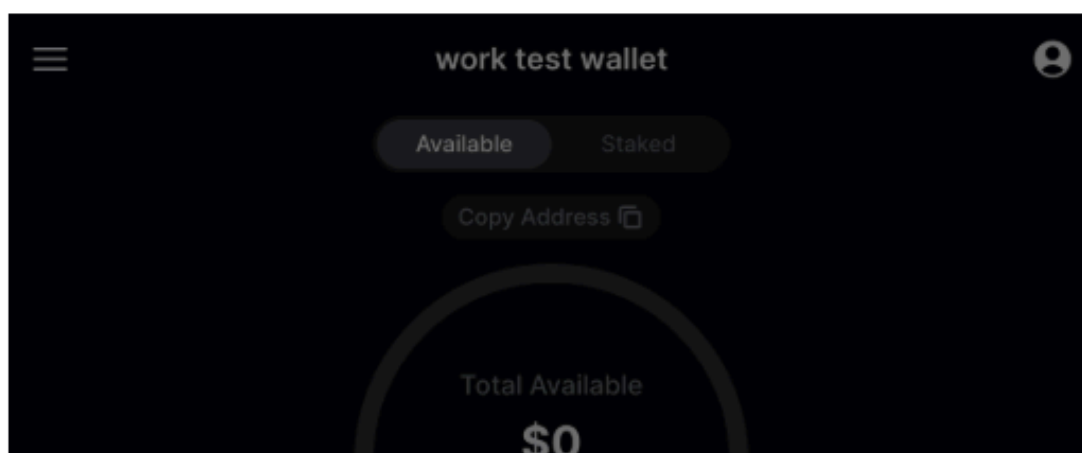 work test wallet
Available Staked
Copy Address
Total Available
$0